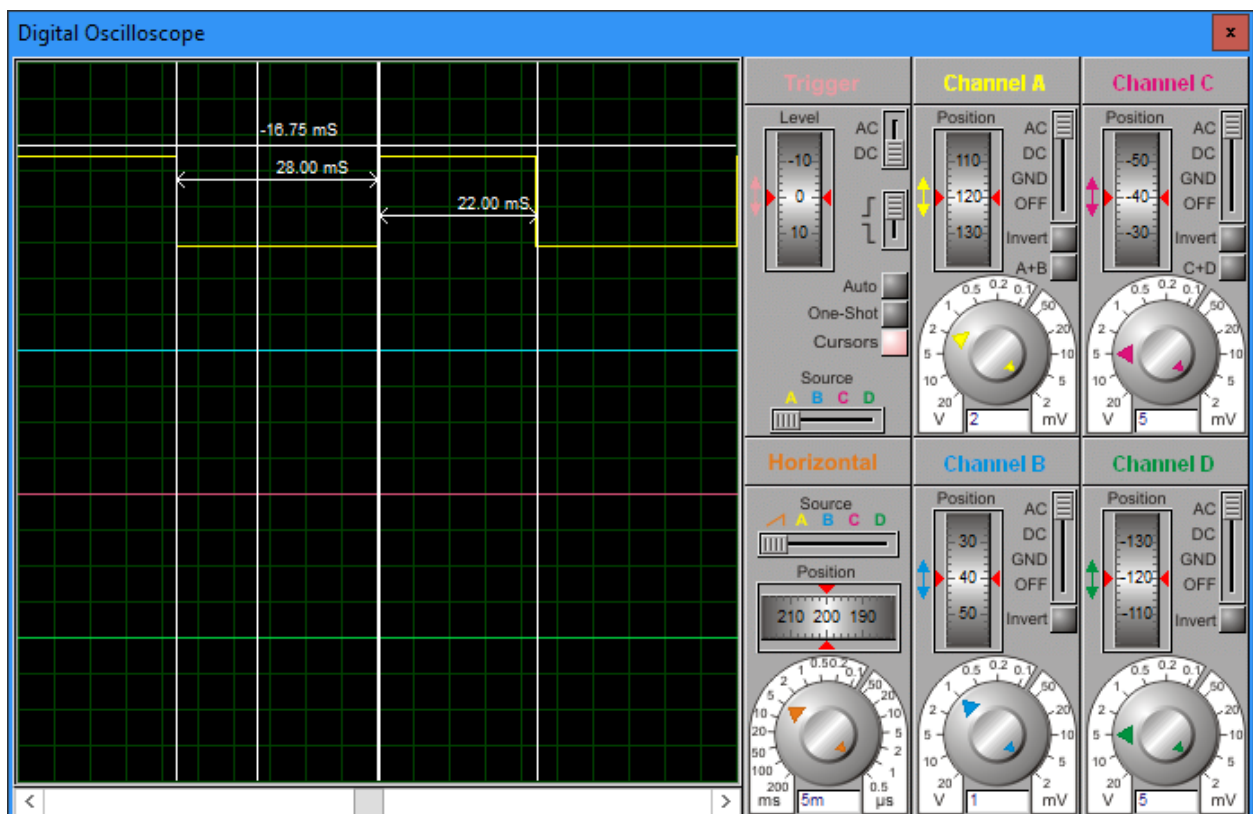 Digital Oscilloscope
x
-16.75 mS
28.00 mS
22.00 mS
Trigger
Level
AC
DC
-10
0
10
Auto
One-Shot
Cursors
Source
A B C D
Channel A
Position
AC
DC
GND
OFF
110
120
130
Invert
A+B
0.5 0.2 0.1
1
2
5
10
20
V
50
20
10
5
2
mV
2
Channel C
Position
AC
DC
GND
OFF
-50
-40
-30
Invert
C+D
0.5 0.2 0.1
1
2
5
10
20
V
50
20
10
5
2
mV
5
Horizontal
Source
A B C D
Position
210 200 190
0.5 0.2 0.1
1
2
5
10
20
50
100
200
ms
50
20
10
5
2
1
0.5
µs
5m
Channel B
Position
AC
DC
GND
OFF
30
40
50
Invert
0.5 0.2 0.1
1
2
5
10
20
V
50
20
10
5
2
mV
1
Channel D
Position
AC
DC
GND
OFF
-130
-120
-110
Invert
0.5 0.2 0.1
1
2
5
10
20
V
50
20
10
5
2
mV
5